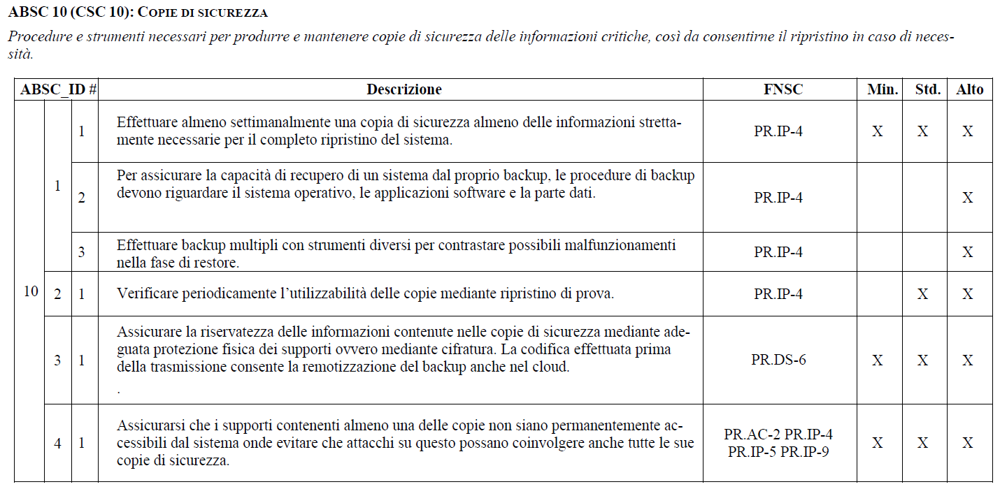 ABSC 10 (CSC 10): COPIE DI SICUREZZA
Procedure e strumenti necessari per produrre e mantenere copie di sicurezza delle informazioni critiche, così da consentirne il ripristino in caso di neces-
sità.
ABSC_ID # Descrizione FNSC Min. Std. Alto
10
1
1
Effettuare almeno settimanalmente una copia di sicurezza almeno delle informazioni stretta-
mente necessarie per il completo ripristino del sistema.
PR.IP-4 X X X
2
Per assicurare la capacità di recupero di un sistema dal proprio backup, le procedure di backup
devono riguardare il sistema operativo, le applicazioni software e la parte dati.
PR.IP-4 X
3
Effettuare backup multipli con strumenti diversi per contrastare possibili malfunzionamenti
nella fase di restore.
PR.IP-4 X
2 1 Verificare periodicamente l’utilizzabilità delle copie mediante ripristino di prova. PR.IP-4 X X
3 1
Assicurare la riservatezza delle informazioni contenute nelle copie di sicurezza mediante ade-
guata protezione fisica dei supporti ovvero mediante cifratura. La codifica effettuata prima
della trasmissione consente la remotizzazione del backup anche nel cloud.
.
PR.DS-6 X X X
4 1
Assicurarsi che i supporti contenenti almeno una delle copie non siano permanentemente ac-
cessibili dal sistema onde evitare che attacchi su questo possano coinvolgere anche tutte le sue
copie di sicurezza.
PR.AC-2 PR.IP-4
PR.IP-5 PR.IP-9
X X X